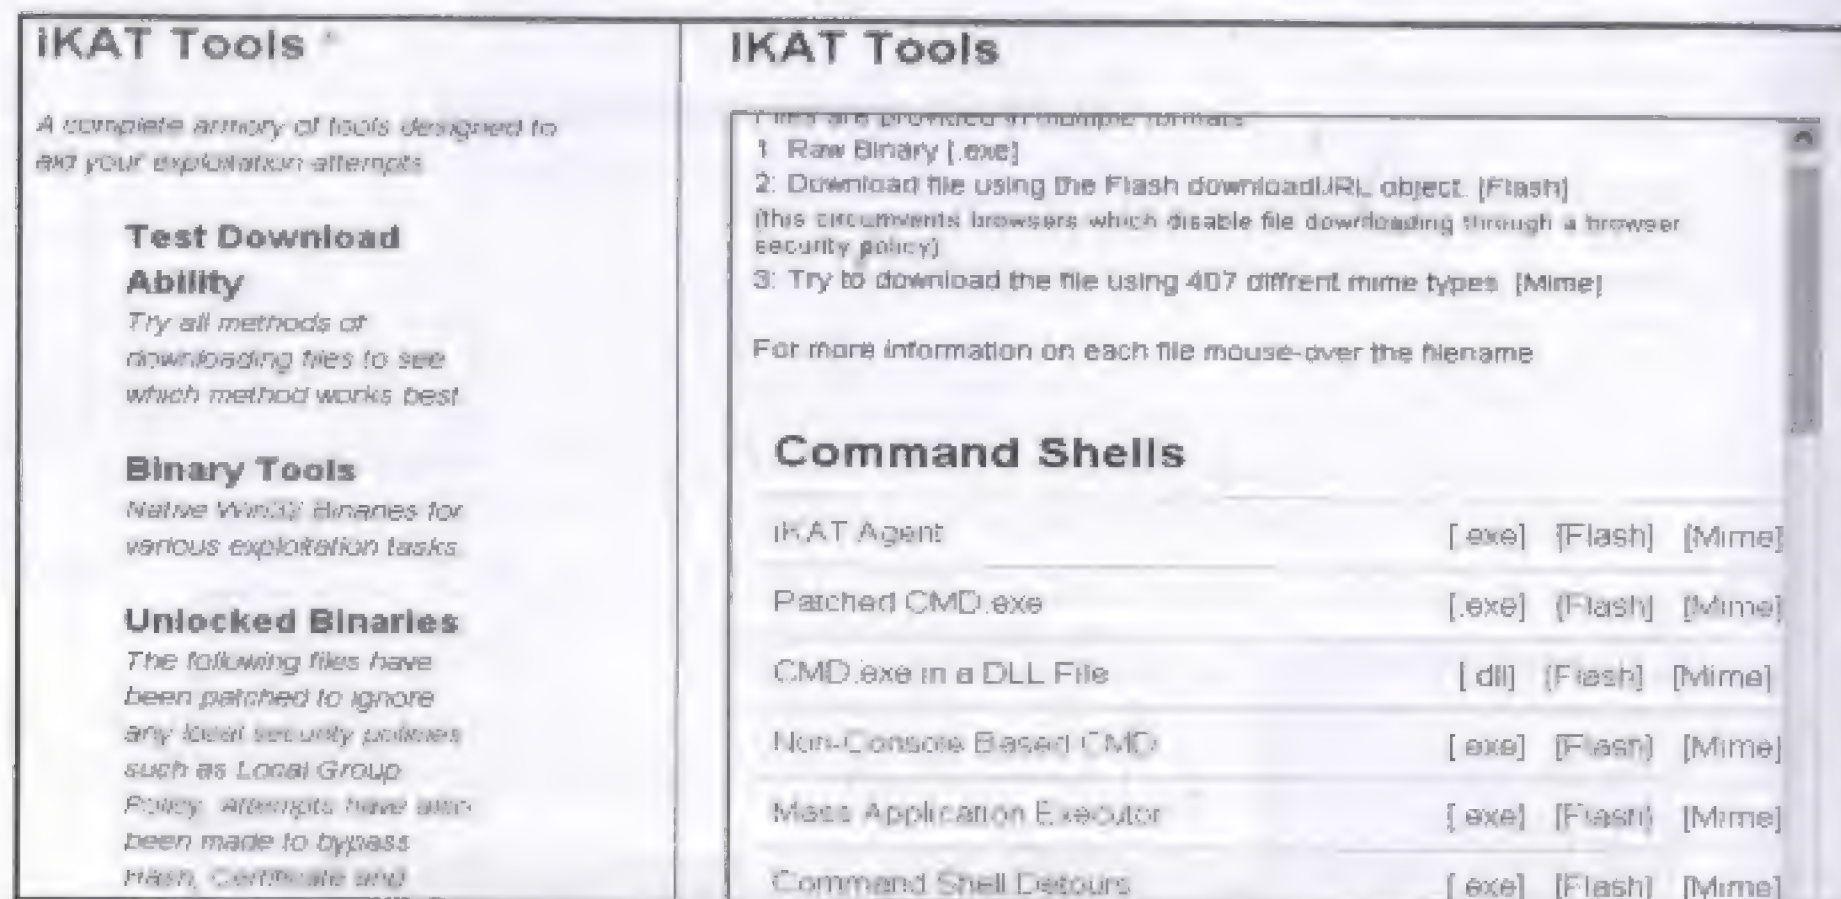 iKAT Tools
A complete armory of tools designed to
aid your exploitation attempts
Test Download
Ability
Try all methods of
downloading files to see
which method works best
Binary Tools
Native Win32 Binaries for
various exploitation tasks
Unlocked Binaries
The following files have
been patched to ignore
any local security policies
such as Local Group
Policy. Attempts have also
been made to bypass
Hash, Certificate and
iKAT Tools
Files are provided in multiple formats
1: Raw Binary [.exe]
2: Download file using the Flash downloadURL object. [Flash]
(this circumvents browsers which disable file downloading through a browser
security policy)
3: Try to download the file using 407 diffrent mime types. [Mime]
For more information on each file mouse-over the filename
Command Shells
iKAT Agent [.exe] [Flash] [Mime]
Patched CMD.exe [.exe] [Flash] [Mime]
CMD.exe in a DLL File [.dll] [Flash] [Mime]
Non-Console Based CMD [.exe] [Flash] [Mime]
Mass Application Executor [.exe] [Flash] [Mime]
Command Shell Detours [.exe] [Flash] [Mime]